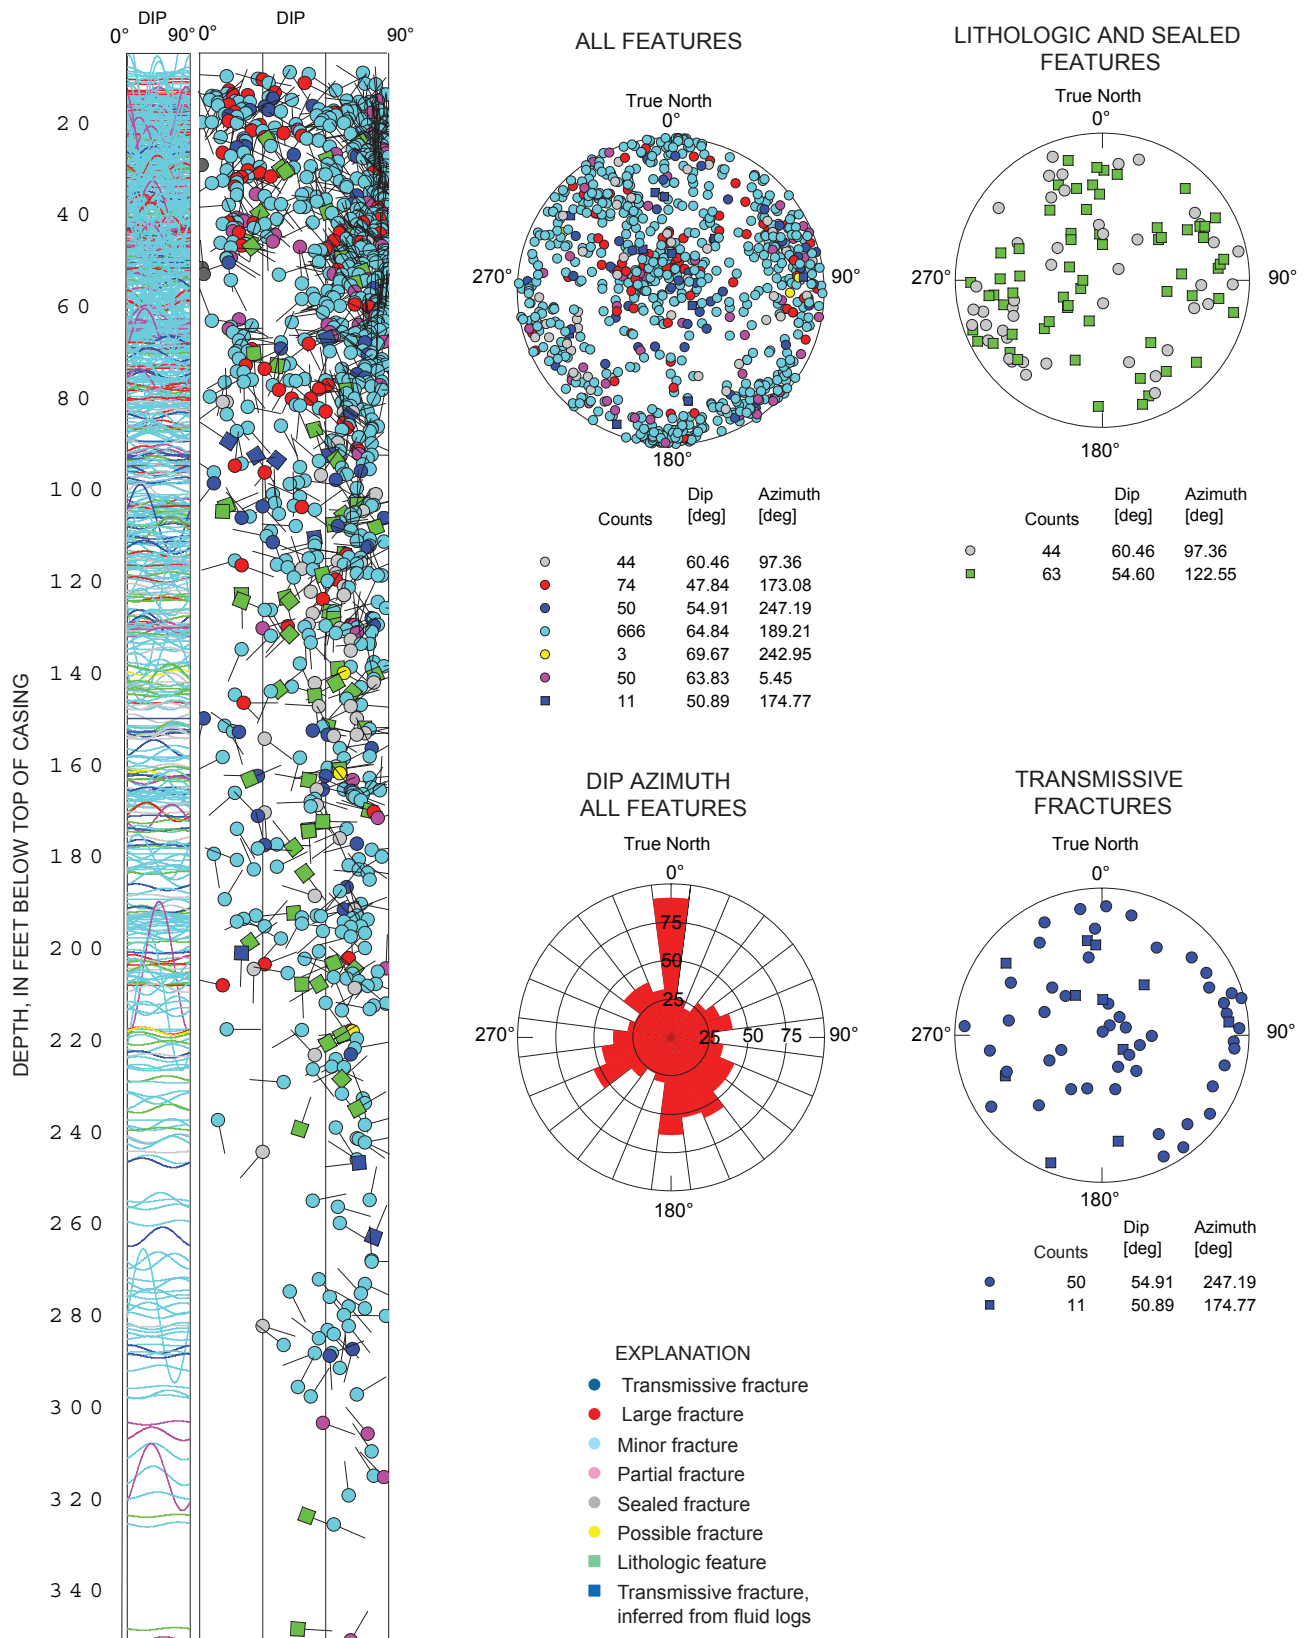 DIP
DIP
0°
90°
0°
90°
DEPTH, IN FEET BELOW TOP OF CASING
20
40
60
80
100
120
140
160
180
200
220
240
260
280
300
320
340
ALL FEATURES
True North
0°
270°
90°
180°
Counts
Dip [deg]
Azimuth [deg]
44 60.46 97.36
74 47.84 173.08
50 54.91 247.19
666 64.84 189.21
3 69.67 242.95
50 63.83 5.45
11 50.89 174.77
LITHOLOGIC AND SEALED
FEATURES
True North
0°
270°
90°
180°
Counts
Dip [deg]
Azimuth [deg]
44 60.46 97.36
63 54.60 122.55
DIP AZIMUTH
ALL FEATURES
True North
0°
75
50
25
270°
25 50 75 90°
180°
TRANSMISSIVE
FRACTURES
True North
0°
270°
90°
180°
Counts
Dip [deg]
Azimuth [deg]
50 54.91 247.19
11 50.89 174.77
EXPLANATION
Transmissive fracture
Large fracture
Minor fracture
Partial fracture
Sealed fracture
Possible fracture
Lithologic feature
Transmissive fracture,
inferred from fluid logs